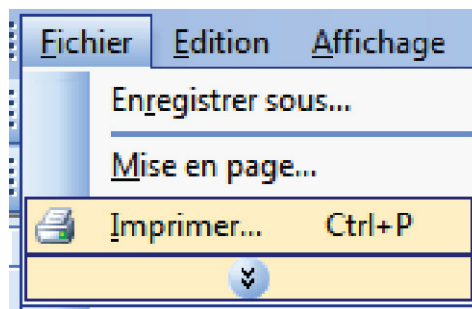 Fichier Edition Affichage
Enregistrer sous...
Mise en page...
Imprimer... Ctrl+P